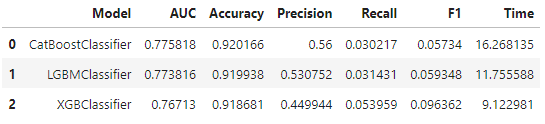 Model AUC Accuracy Precision Recall F1 Time
0 CatBoostClassifier 0.775818 0.920166 0.56 0.030217 0.05734 16.268135
1 LGBMClassifier 0.773816 0.919938 0.530752 0.031431 0.059348 11.755588
2 XGBClassifier 0.76713 0.918681 0.449944 0.053959 0.096362 9.122981